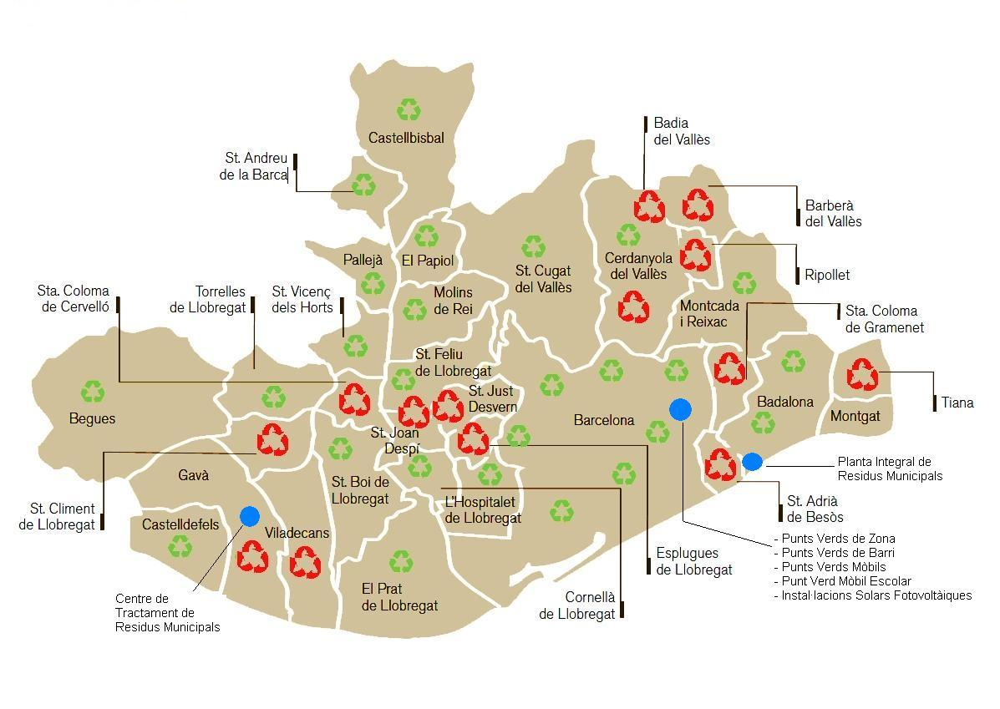 Castellbisbal
St. Andreu
de la Barca
Badia
del Vallès
Barberà
del Vallès
Ripollet
Pallejà
El Papiol
St. Cugat
del Vallès
Cerdanyola
del Vallès
Montcada
i Reixac
Sta. Coloma
de Gramenet
Sta. Coloma
de Cervelló
Torrelles
de Llobregat
St. Vicenç
dels Horts
Molins
de Rei
St. Feliu
de Llobregat
St. Just
Desvern
Begues
Barcelona
Badalona
Tiana
Montgat
St. Joan
Despí
Gavà
St. Boi de
Llobregat
L'Hospitalet
de Llobregat
Planta Integral de
Residus Municipals
St. Adrià
de Besòs
St. Climent
de Llobregat
Castelldefels
Viladecans
- Punts Verds de Zona
- Punts Verds de Barri
- Punts Verds Mòbils
- Punt Verd Mòbil Escolar
- Instal·lacions Solars Fotovoltàiques
Esplugues
de Llobregat
El Prat
de Llobregat
Cornellà
de Llobregat
Centre de
Tractament de
Residus Municipals